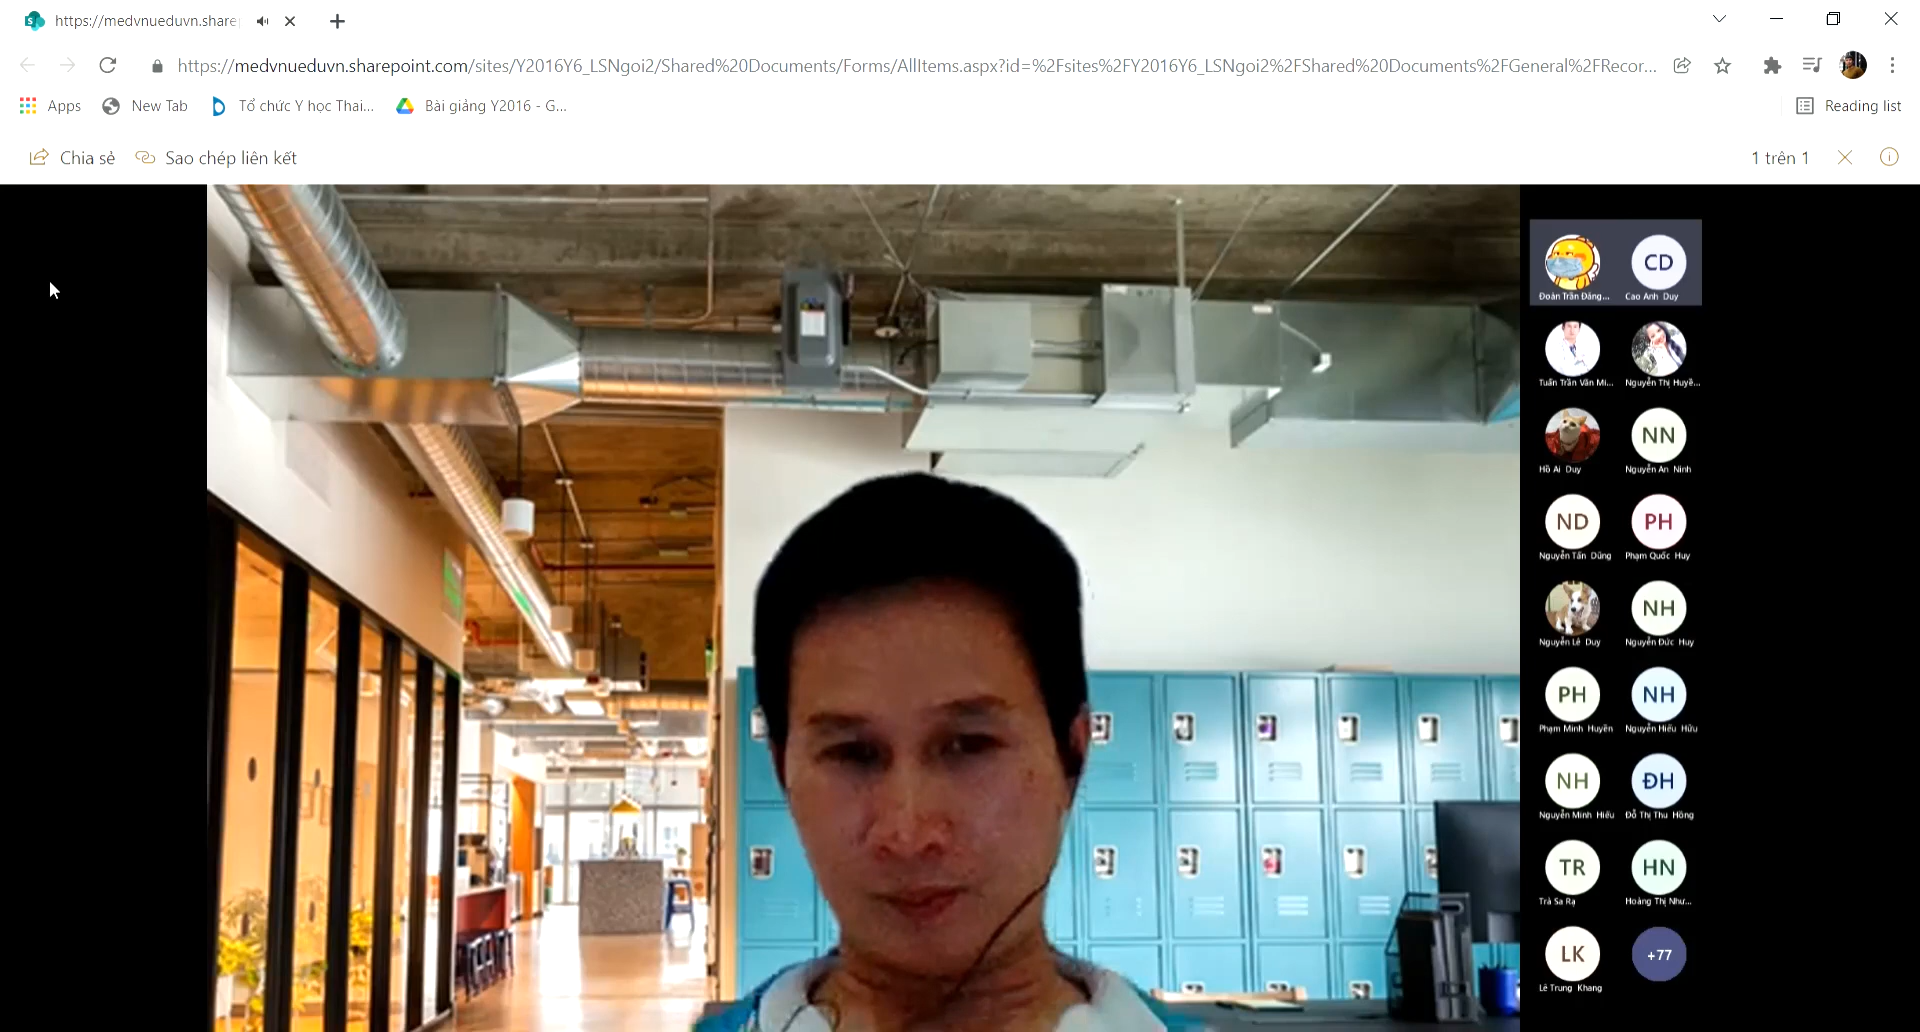 https://medvnueduvn.share
https://medvnueduvn.sharepoint.com/sites/Y2016Y6_LSNgoi2/Shared%20Documents/Forms/AllItems.aspx?id=%2Fsites%2FY2016Y6_LSNgoi2%2FShared%20Documents%2FGeneral%2FRecor...
Apps New Tab Tổ chức Y học Thai... Bài giảng Y2016 - G... Reading list
Chia sẻ Sao chép liên kết 1 trên 1
CD
Đoàn Trần Đăng... Cao Anh Duy
Tuấn Trần Văn Mi... Nguyễn Thị Huyề...
NN
Hồ Ái Duy Nguyễn An Ninh
ND PH
Nguyễn Tấn Dũng Phạm Quốc Huy
NH
Nguyễn Lê Duy Nguyễn Đức Huy
PH NH
Phạm Minh Huyền Nguyễn Hiếu Hữu
NH ĐH
Nguyễn Minh Hiếu Đỗ Thị Thu Hồng
TR HN
Trà Sa Rạ Hoàng Thị Như...
LK +77
Lê Trung Khang